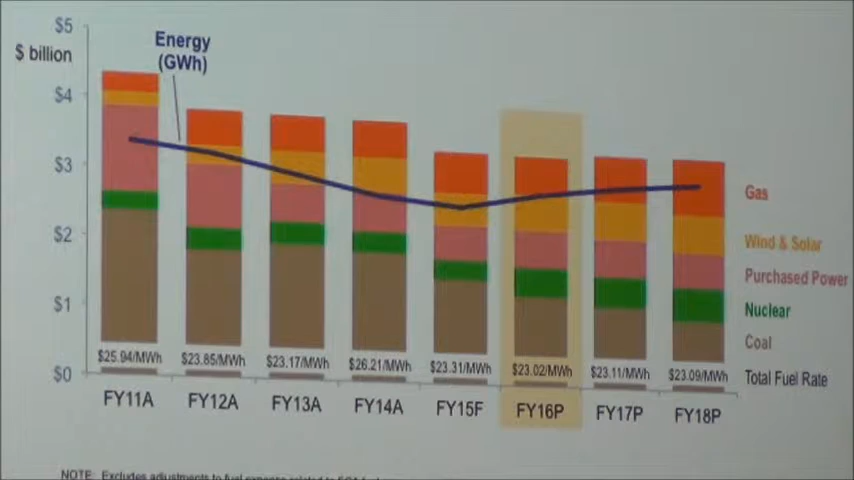 $5
$ billion
Energy
(GWh)
$4
$3
$2
$1
$0
Gas
Wind & Solar
Purchased Power
Nuclear
Coal
$25.94/MWh $23.85/MWh $23.17/MWh $26.21/MWh $23.31/MWh $23.02/MWh $23.11/MWh $23.09/MWh Total Fuel Rate
FY11A FY12A FY13A FY14A FY15F FY16P FY17P FY18P
NOTE: Excludes adjustments to fuel expense related to